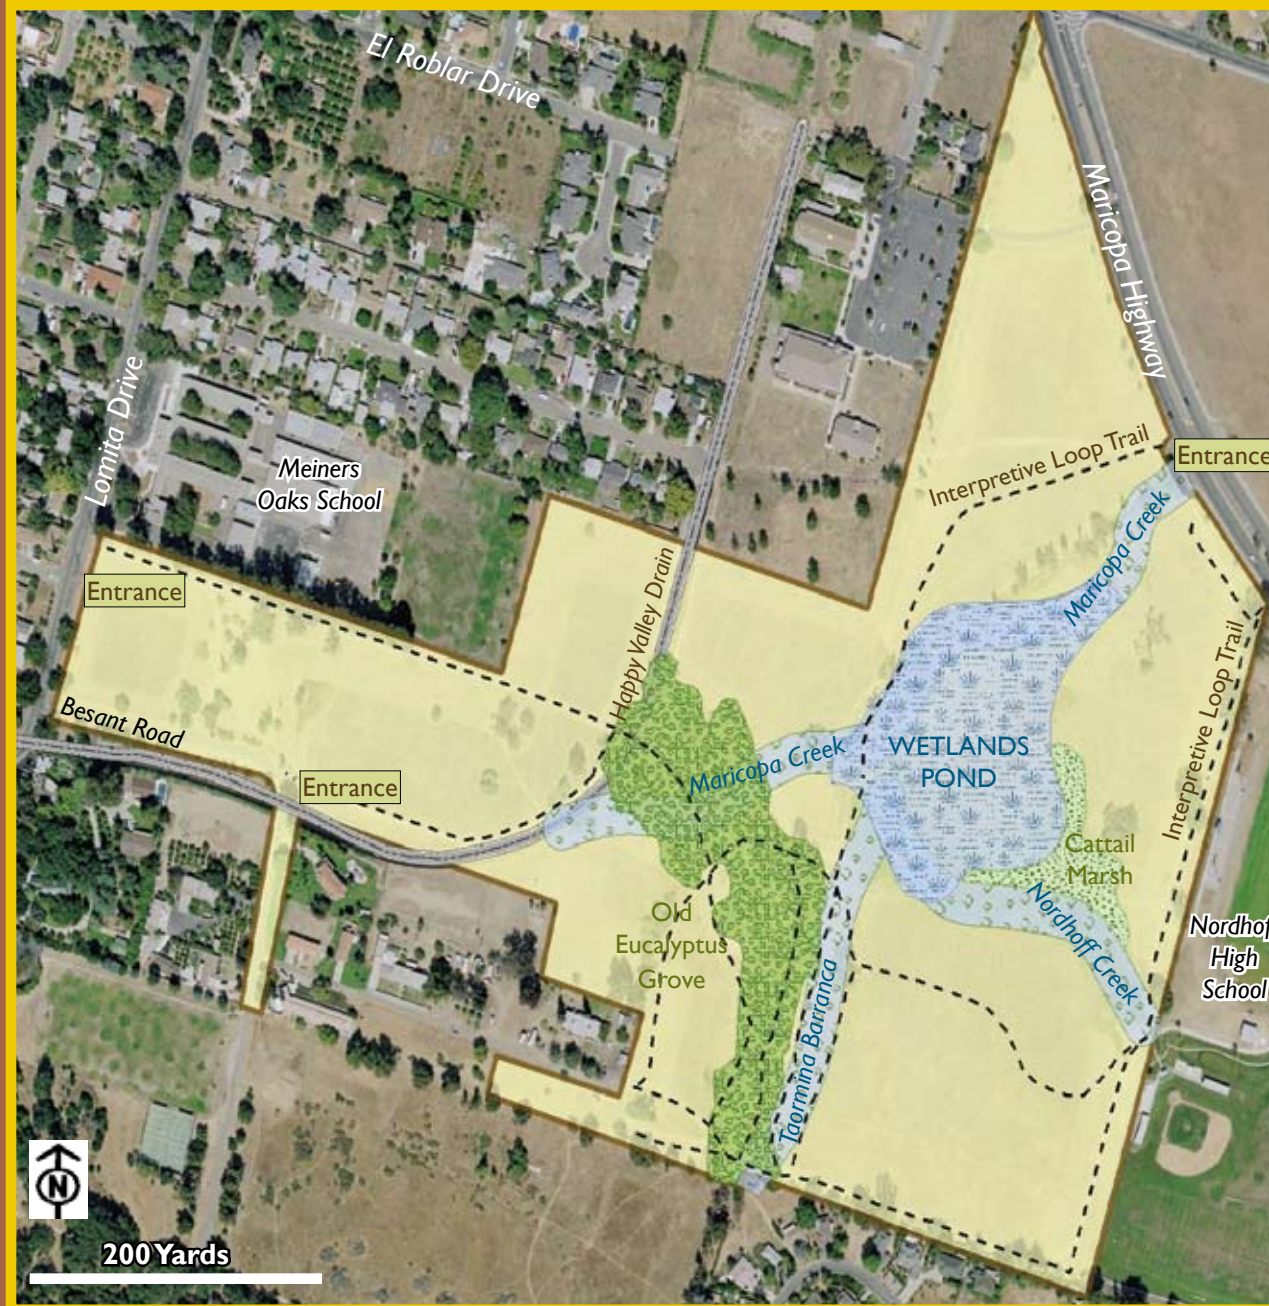 El Roblar Drive
Maricopa Highway
Lomita Drive
Meiners
Oaks School
Interpretive Loop Trail
Entrance
Maricopa Creek
Entrance
Happy Valley Drain
Interpretive Loop Trail
Besant Road
Entrance
Maricopa Creek
WETLANDS
POND
Cattail
Marsh
Old
Eucalyptus
Grove
Nordhoff Creek
Nordhof
High
School
Taormina Barranca
N
200 Yards